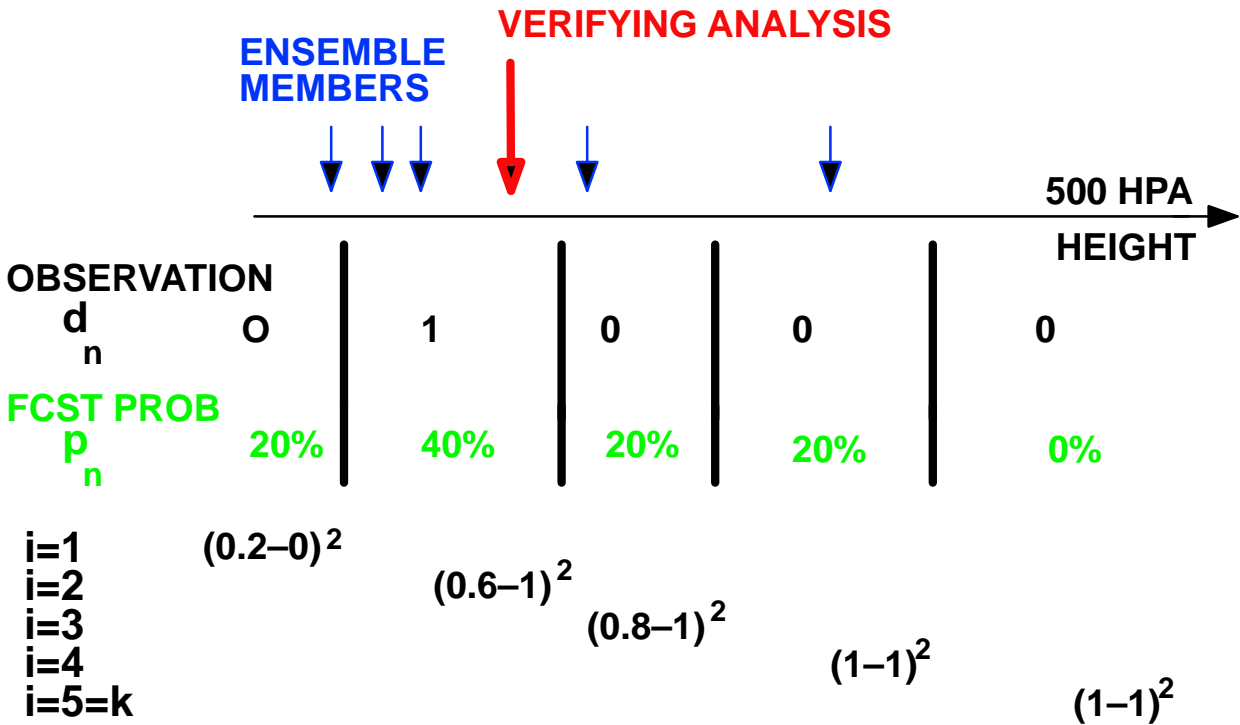 VERIFYING ANALYSIS
ENSEMBLE
MEMBERS
500 HPA
HEIGHT
OBSERVATION
d_n O 1 0 0 0
FCST PROB
p_n 20% 40% 20% 20% 0%
i=1 (0.2–0)²
i=2 (0.6–1)²
i=3 (0.8–1)²
i=4 (1–1)²
i=5=k (1–1)²